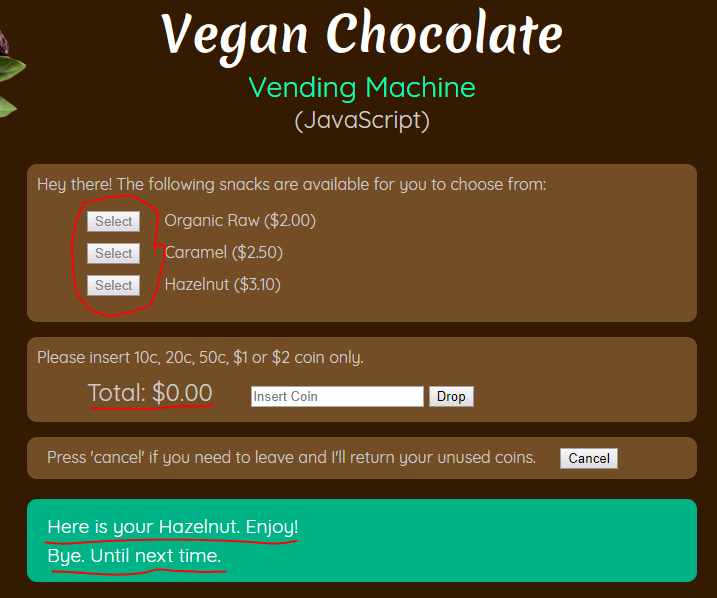 Vegan Chocolate
Vending Machine
(JavaScript)
Hey there! The following snacks are available for you to choose from:
Select Organic Raw ($2.00)
Select Caramel ($2.50)
Select Hazelnut ($3.10)
Please insert 10c, 20c, 50c, $1 or $2 coin only.
Total: $0.00 Insert Coin Drop
Press 'cancel' if you need to leave and I'll return your unused coins. Cancel
Here is your Hazelnut. Enjoy!
Bye. Until next time.